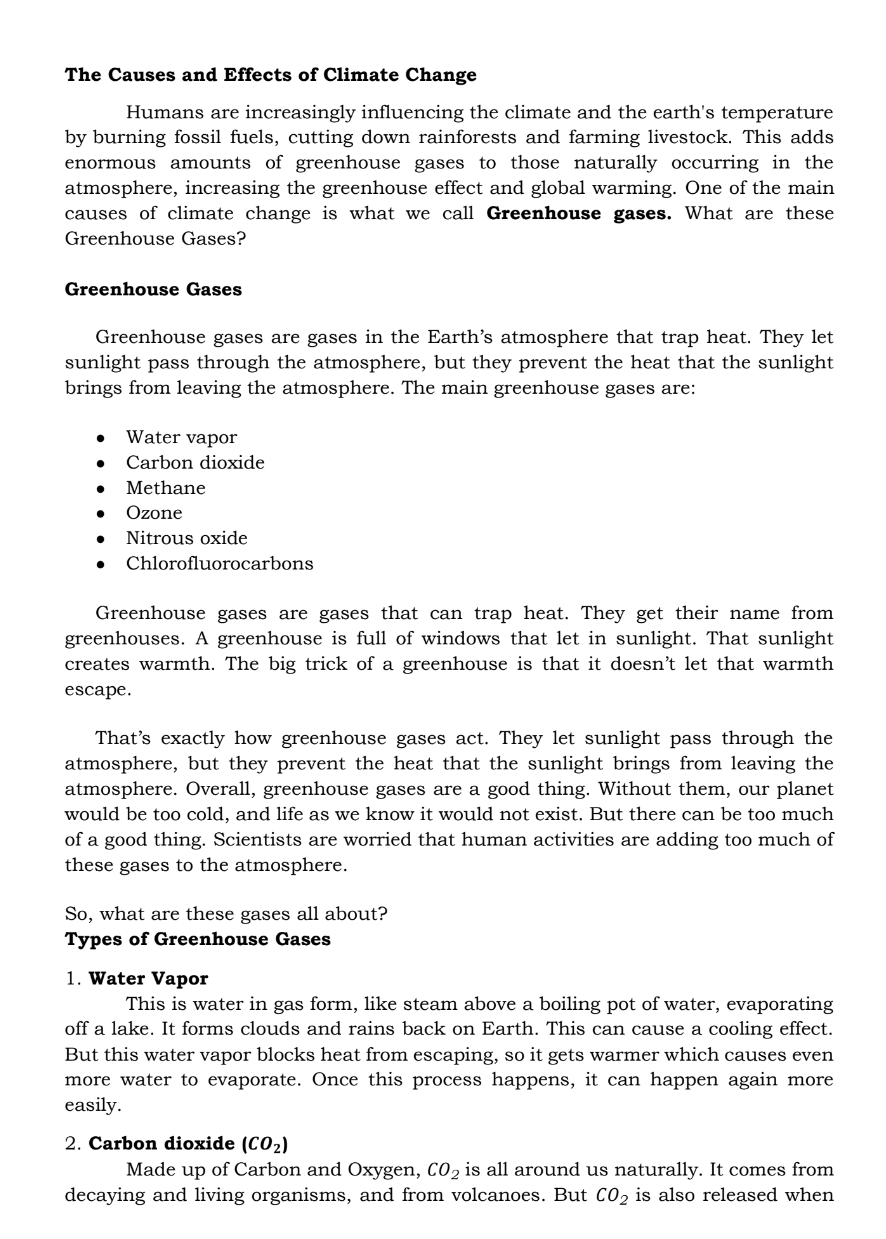 The Causes and Effects of Climate Change
Humans are increasingly influencing the climate and the earth's temperature
by burning fossil fuels, cutting down rainforests and farming livestock. This adds
enormous amounts of greenhouse gases to those naturally occurring in the
atmosphere, increasing the greenhouse effect and global warming. One of the main
causes of climate change is what we call Greenhouse gases. What are these
Greenhouse Gases?
Greenhouse Gases
Greenhouse gases are gases in the Earth’s atmosphere that trap heat. They let
sunlight pass through the atmosphere, but they prevent the heat that the sunlight
brings from leaving the atmosphere. The main greenhouse gases are:
● Water vapor
● Carbon dioxide
● Methane
● Ozone
● Nitrous oxide
● Chlorofluorocarbons
Greenhouse gases are gases that can trap heat. They get their name from
greenhouses. A greenhouse is full of windows that let in sunlight. That sunlight
creates warmth. The big trick of a greenhouse is that it doesn’t let that warmth
escape.
That’s exactly how greenhouse gases act. They let sunlight pass through the
atmosphere, but they prevent the heat that the sunlight brings from leaving the
atmosphere. Overall, greenhouse gases are a good thing. Without them, our planet
would be too cold, and life as we know it would not exist. But there can be too much
of a good thing. Scientists are worried that human activities are adding too much of
these gases to the atmosphere.
So, what are these gases all about?
Types of Greenhouse Gases
1. Water Vapor
This is water in gas form, like steam above a boiling pot of water, evaporating
off a lake. It forms clouds and rains back on Earth. This can cause a cooling effect.
But this water vapor blocks heat from escaping, so it gets warmer which causes even
more water to evaporate. Once this process happens, it can happen again more
easily.
2. Carbon dioxide (CO₂)
Made up of Carbon and Oxygen, CO₂ is all around us naturally. It comes from
decaying and living organisms, and from volcanoes. But CO₂ is also released when